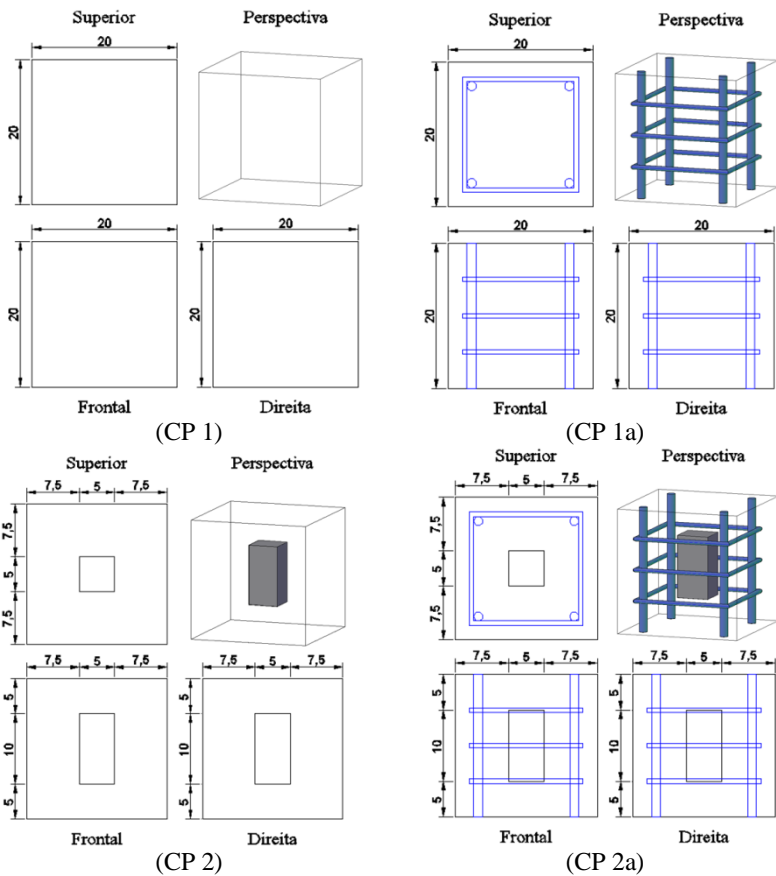 Superior
Perspectiva
20
20
20
20
20
Frontal
Direita
(CP 1)
Superior
Perspectiva
20
20
20
20
20
Frontal
Direita
(CP 1a)
Superior
Perspectiva
7,5 5 7,5
7,5
5
7,5
7,5 5 7,5
7,5 5 7,5
5
10
5
5
10
5
Frontal
Direita
(CP 2)
Superior
Perspectiva
7,5 5 7,5
7,5
5
7,5
7,5 5 7,5
7,5 5 7,5
5
10
5
5
10
5
Frontal
Direita
(CP 2a)